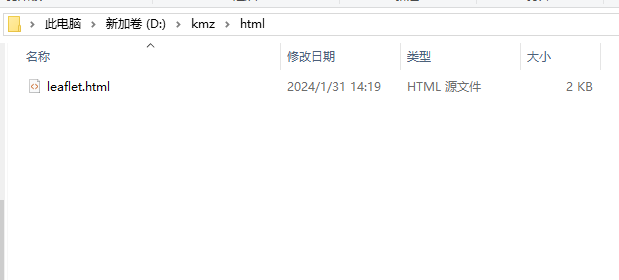 此电脑 > 新加卷 (D:) > kmz > html
名称 修改日期 类型 大小
leaflet.html 2024/1/31 14:19 HTML 源文件 2 KB